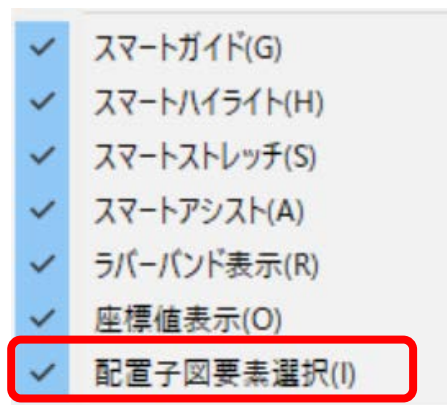 スマートガイド(G)
スマートハイライト(H)
スマートストレッチ(S)
スマートアシスト(A)
ラバーバンド表示(R)
座標値表示(O)
配置子図要素選択(I)